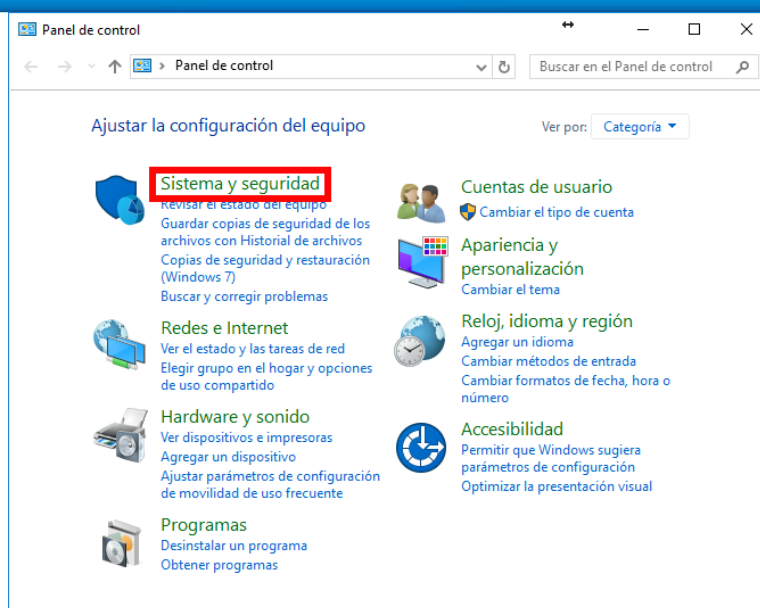 Panel de control
Panel de control
Buscar en el Panel de control
Ajustar la configuración del equipo
Ver por: Categoría
Sistema y seguridad
Revisar el estado del equipo
Guardar copias de seguridad de los
archivos con Historial de archivos
Copias de seguridad y restauración
(Windows 7)
Buscar y corregir problemas
Redes e Internet
Ver el estado y las tareas de red
Elegir grupo en el hogar y opciones
de uso compartido
Hardware y sonido
Ver dispositivos e impresoras
Agregar un dispositivo
Ajustar parámetros de configuración
de movilidad de uso frecuente
Programas
Desinstalar un programa
Obtener programas
Cuentas de usuario
Cambiar el tipo de cuenta
Apariencia y
personalización
Cambiar el tema
Reloj, idioma y región
Agregar un idioma
Cambiar métodos de entrada
Cambiar formatos de fecha, hora o
número
Accesibilidad
Permitir que Windows sugiera
parámetros de configuración
Optimizar la presentación visual